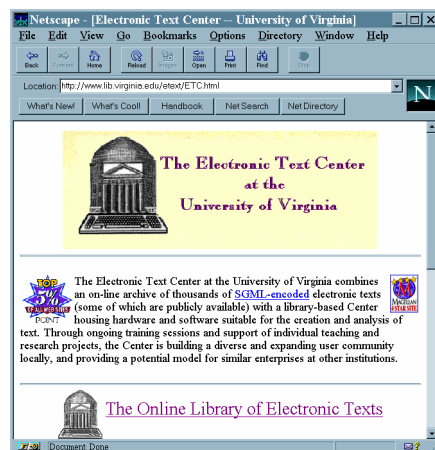 Netscape - [Electronic Text Center -- University of Virginia]
File Edit View Go Bookmarks Options Directory Window Help
Back Forward Home Reload Images Open Print Find Stop
Location: http://www.lib.virginia.edu/etext/ETC.html
What's New! What's Cool! Handbook Net Search Net Directory
N
The Electronic Text Center
at the
University of Virginia
TOP
5%
POINT
MAGELLAN
4 STAR SITE
The Electronic Text Center at the University of Virginia combines
an on-line archive of thousands of SGML-encoded electronic texts
(some of which are publicly available) with a library-based Center
housing hardware and software suitable for the creation and analysis of
text. Through ongoing training sessions and support of individual teaching and
research projects, the Center is building a diverse and expanding user community
locally, and providing a potential model for similar enterprises at other institutions.
The Online Library of Electronic Texts
Document: Done